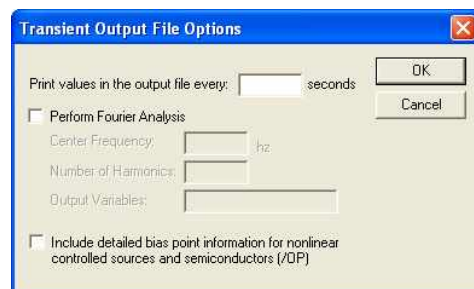 Transient Output File Options
Print values in the output file every: seconds
OK
Cancel
Perform Fourier Analysis
Center Frequency: hz
Number of Harmonics:
Output Variables:
Include detailed bias point information for nonlinear
controlled sources and semiconductors (/OP)